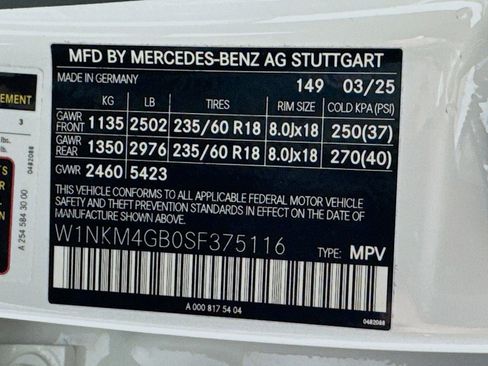 MFD BY MERCEDES-BENZ AG STUTTGART
MADE IN GERMANY 149 03/25
KG LB TIRES RIM SIZE COLD KPA (PSI)
GAWR FRONT 1135 2502 235/60 R18 8.0Jx18 250(37)
GAWR REAR 1350 2976 235/60 R18 8.0Jx18 270(40)
GVWR 2460 5423
THIS VEHICLE CONFORMS TO ALL APPLICABLE FEDERAL MOTOR VEHICLE
SAFETY AND THEFT PREVENTION STANDARDS IN EFFECT ON THE DATE OF
MANUFACTURE SHOWN ABOVE.
W1NKM4GB0SF375116 TYPE: MPV
A 000 817 54 04
0482088
EMENT
3
lbs.
0482088
A 254 584 30 00